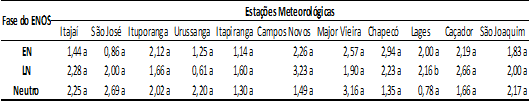 Fase do ENOS Estações Meteorológicas
Itajaí São José Ituporanga Urussanga Itapiranga Campos Novos Major Vieira Chapecó Lages Caçador São Joaquim
EN 1,44 a 0,86 a 2,12 a 1,25 a 1,14 a 2,26 a 2,57 a 2,94 a 2,00 a 2,19 a 1,83 a
LN 2,28 a 2,00 a 1,66 a 0,61 a 1,60 a 3,23 a 1,90 a 2,23 a 2,16 b 2,66 a 2,00 a
Neutro 2,25 a 2,69 a 2,02 a 2,20 a 1,30 a 1,49 a 3,16 a 1,35 a 0,78 a 1,66 a 2,17 a